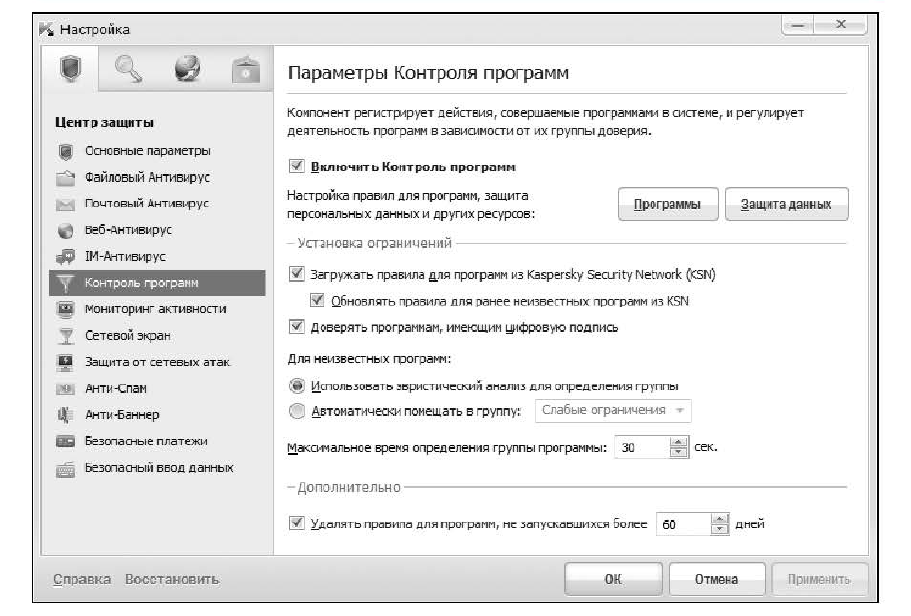 Настройка
Центр защиты
Основные параметры
Файловый Антивирус
Почтовый Антивирус
Веб-Антивирус
IM-Антивирус
Контроль программ
Мониторинг активности
Сетевой экран
Защита от сетевых атак
Анти-Спам
Анти-Баннер
Безопасные платежи
Безопасный ввод данных
Параметры Контроля программ
Компонент регистрирует действия, совершаемые программами в системе, и регулирует
деятельность программ в зависимости от их группы доверия.
Включить Контроль программ
Настройка правил для программ, защита
персональных данных и других ресурсов:
Программы
Защита данных
Установка ограничений
Загружать правила для программ из Kaspersky Security Network (KSN)
Обновлять правила для ранее неизвестных программ из KSN
Доверять программам, имеющим цифровую подпись
Для неизвестных программ:
Использовать эвристический анализ для определения группы
Автоматически помещать в группу: Слабые ограничения
Максимальное время определения группы программы: 30 сек.
Дополнительно
Удалять правила для программ, не запускавшихся более 60 дней
Справка Восстановить
ОК
Отмена
Применить